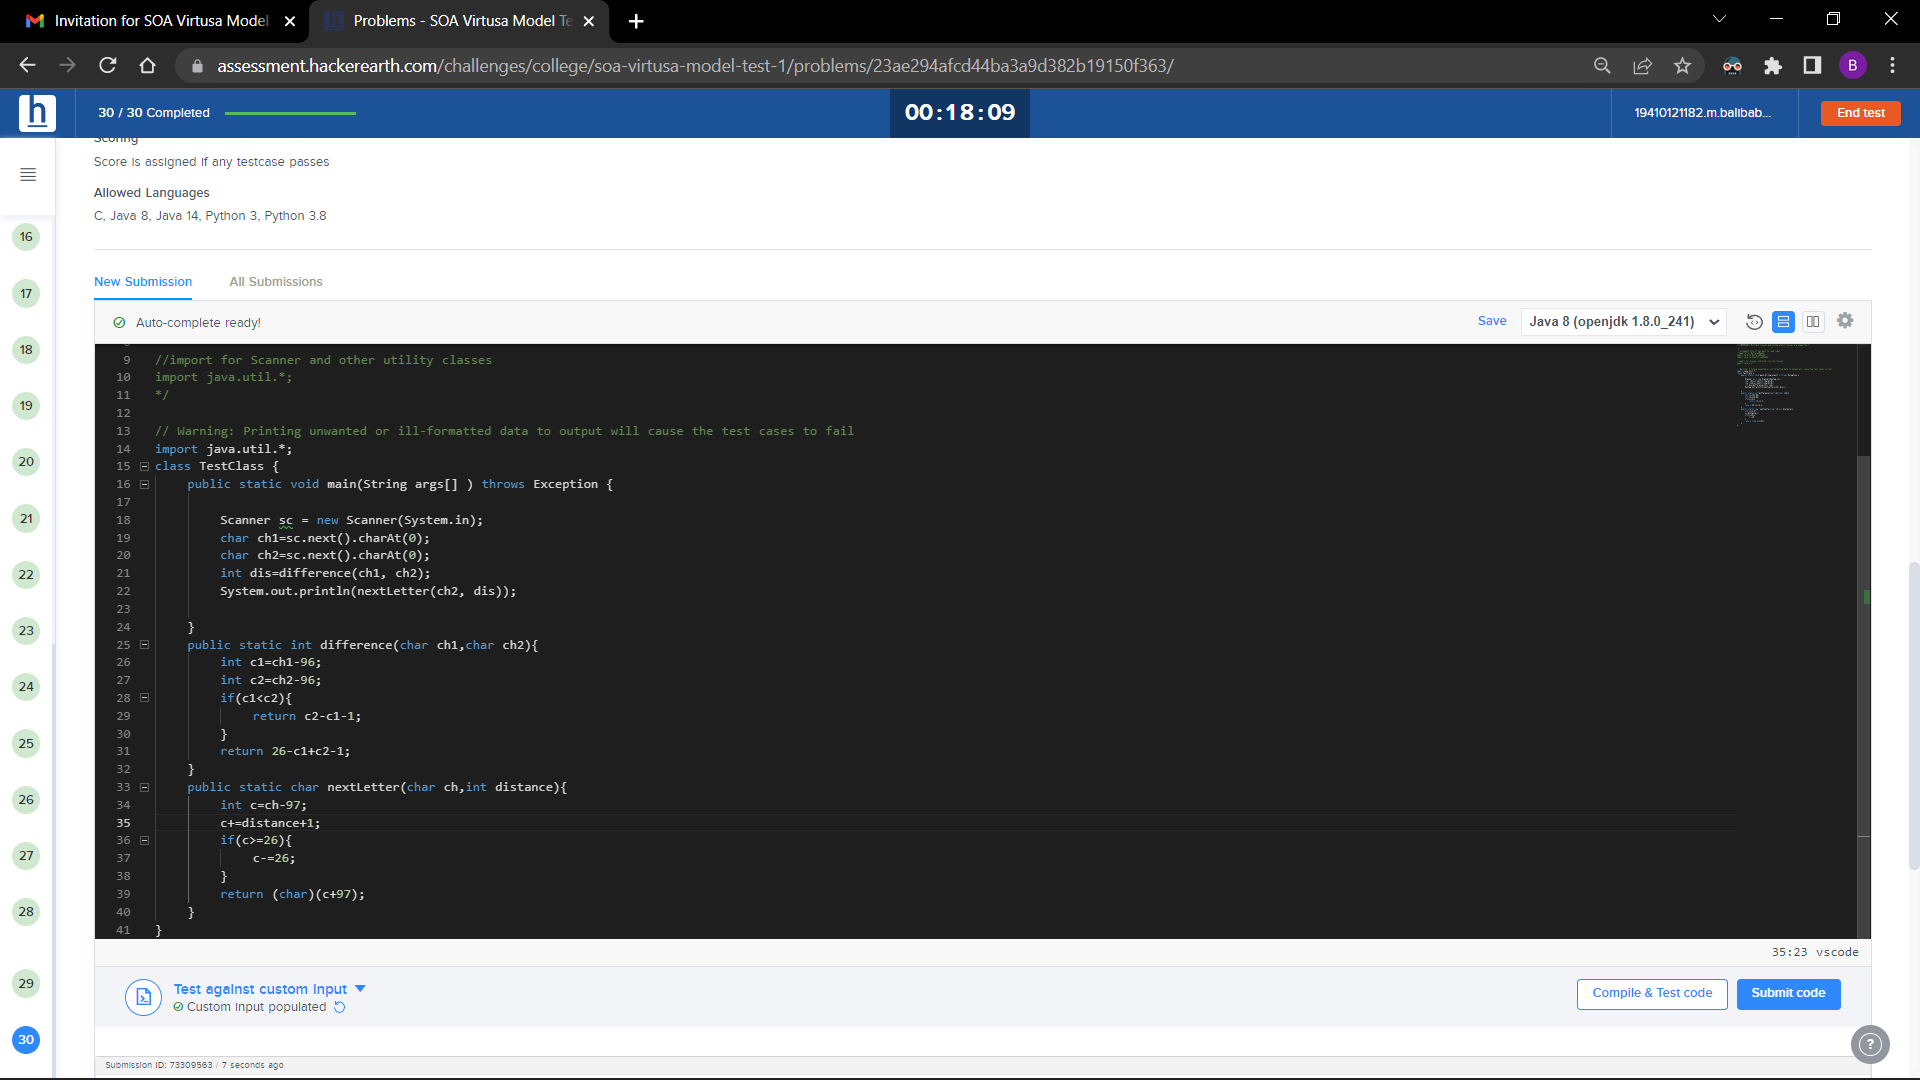 Invitation for SOA Virtusa Model
Problems - SOA Virtusa Model Te
assessment.hackerearth.com/challenges/college/soa-virtusa-model-test-1/problems/23ae294afcd44ba3a9d382b19150f363/
B
h
30 / 30 Completed
00:18:09
19410121182.m.balibab...
End test
Scoring
Score is assigned if any testcase passes
Allowed Languages
C, Java 8, Java 14, Python 3, Python 3.8
16
17
18
19
20
21
22
23
24
25
26
27
28
29
30
New Submission
All Submissions
Auto-complete ready!
Save
Java 8 (openjdk 1.8.0_241)
9 //import for Scanner and other utility classes
10 import java.util.*;
11 */
12
13 // Warning: Printing unwanted or ill-formatted data to output will cause the test cases to fail
14 import java.util.*;
15 class TestClass {
16 public static void main(String args[] ) throws Exception {
17
18 Scanner sc = new Scanner(System.in);
19 char ch1=sc.next().charAt(0);
20 char ch2=sc.next().charAt(0);
21 int dis=difference(ch1, ch2);
22 System.out.println(nextLetter(ch2, dis));
23
24 }
25 public static int difference(char ch1,char ch2){
26 int c1=ch1-96;
27 int c2=ch2-96;
28 if(c1<c2){
29 return c2-c1-1;
30 }
31 return 26-c1+c2-1;
32 }
33 public static char nextLetter(char ch,int distance){
34 int c=ch-97;
35 c+=distance+1;
36 if(c>=26){
37 c-=26;
38 }
39 return (char)(c+97);
40 }
41 }
35:23 vscode
Test against custom input
Custom input populated
Compile & Test code
Submit code
?
Submission ID: 73309563 / 7 seconds ago